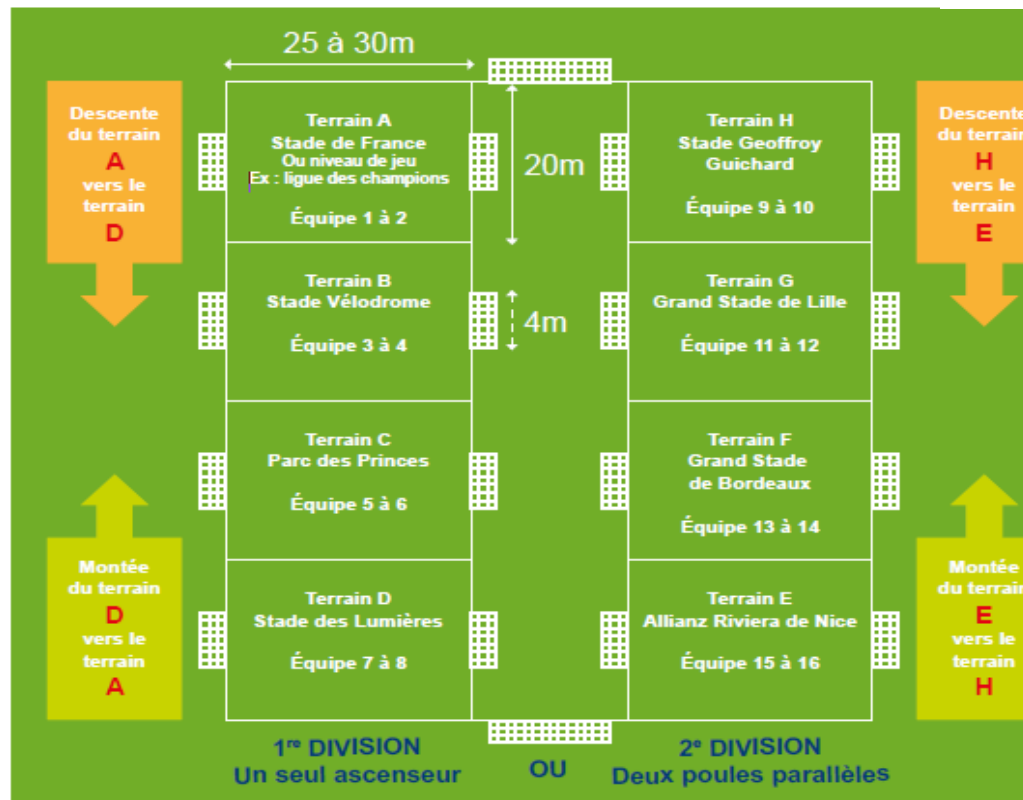 25 à 30m
Descente
du terrain
A
vers le
terrain
D
Terrain A
Stade de France
Ou niveau de jeu
Ex : ligue des champions
Équipe 1 à 2
20m
Terrain H
Stade Geoffroy
Guichard
Équipe 9 à 10
Descente
du terrain
H
vers le
terrain
E
Terrain B
Stade Vélodrome
Équipe 3 à 4
4m
Terrain G
Grand Stade de Lille
Équipe 11 à 12
Terrain C
Parc des Princes
Équipe 5 à 6
Terrain F
Grand Stade
de Bordeaux
Équipe 13 à 14
Montée
du terrain
D
vers le
terrain
A
Terrain D
Stade des Lumières
Équipe 7 à 8
Terrain E
Allianz Riviera de Nice
Équipe 15 à 16
Montée
du terrain
E
vers le
terrain
H
1re DIVISION
Un seul ascenseur
OU
2e DIVISION
Deux poules parallèles